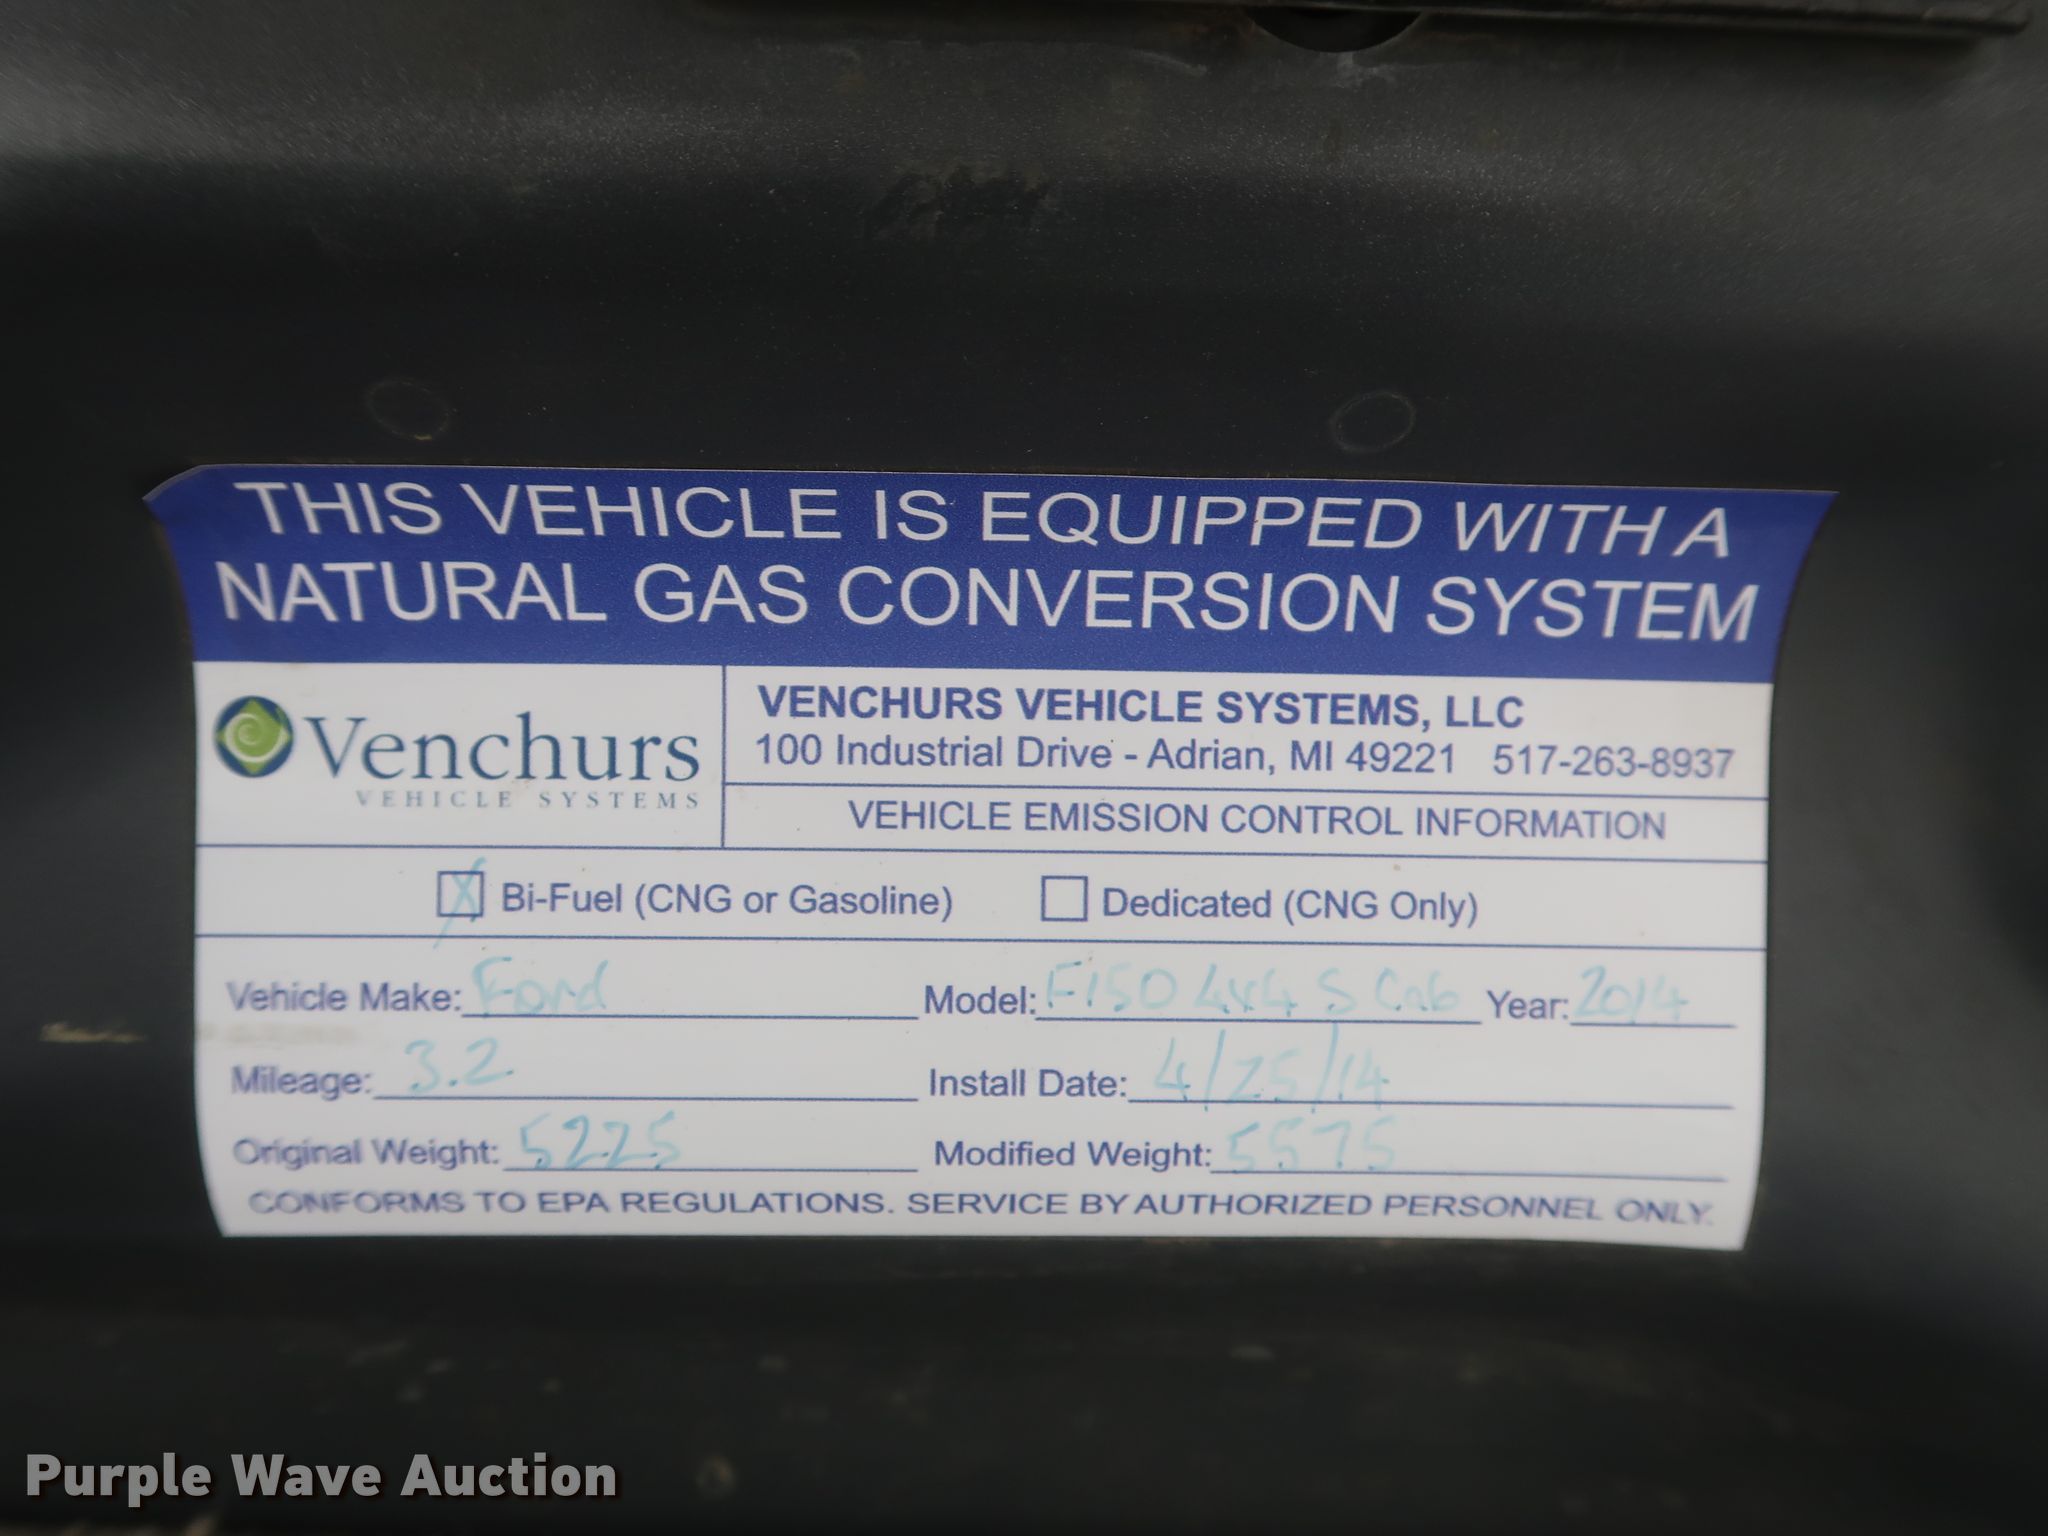 THIS VEHICLE IS EQUIPPED WITH A
NATURAL GAS CONVERSION SYSTEM
Venchurs
VEHICLE SYSTEMS
VENCHURS VEHICLE SYSTEMS, LLC
100 Industrial Drive - Adrian, MI 49221 517-263-8937
VEHICLE EMISSION CONTROL INFORMATION
X Bi-Fuel (CNG or Gasoline) Dedicated (CNG Only)
Vehicle Make: Ford Model: F150 4x4 S Cab Year: 2014
Mileage: 3.2 Install Date: 4/25/14
Original Weight: 5225 Modified Weight: 5575
CONFORMS TO EPA REGULATIONS. SERVICE BY AUTHORIZED PERSONNEL ONLY.
Purple Wave Auction